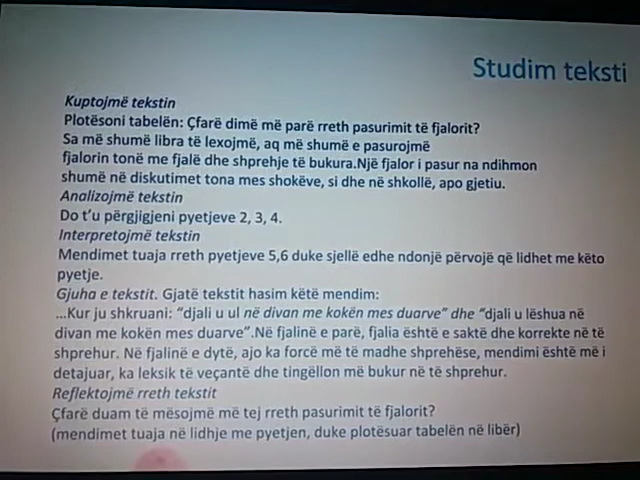 Studim teksti
Kuptojmë tekstin
Plotësoni tabelën: Çfarë dimë më parë rreth pasurimit të fjalorit?
Sa më shumë libra të lexojmë, aq më shumë e pasurojmë
fjalorin tonë me fjalë dhe shprehje të bukura.Një fjalor i pasur na ndihmon
shumë në diskutimet tona mes shokëve, si dhe në shkollë, apo gjetiu.
Analizojmë tekstin
Do t’u përgjigjeni pyetjeve 2, 3, 4.
Interpretojmë tekstin
Mendimet tuaja rreth pyetjeve 5,6 duke sjellë edhe ndonjë përvojë që lidhet me këto
pyetje.
Gjuha e tekstit. Gjatë tekstit hasim këtë mendim:
...Kur ju shkruani: “djali u ul në divan me kokën mes duarve” dhe “djali u lëshua në
divan me kokën mes duarve”.Në fjalinë e parë, fjalia është e saktë dhe korrekte në të
shprehur. Në fjalinë e dytë, ajo ka forcë më të madhe shprehëse, mendimi është më i
detajuar, ka leksik të veçantë dhe tingëllon më bukur në të shprehur.
Reflektojmë rreth tekstit
Çfarë duam të mësojmë më tej rreth pasurimit të fjalorit?
(mendimet tuaja në lidhje me pyetjen, duke plotësuar tabelën në libër)